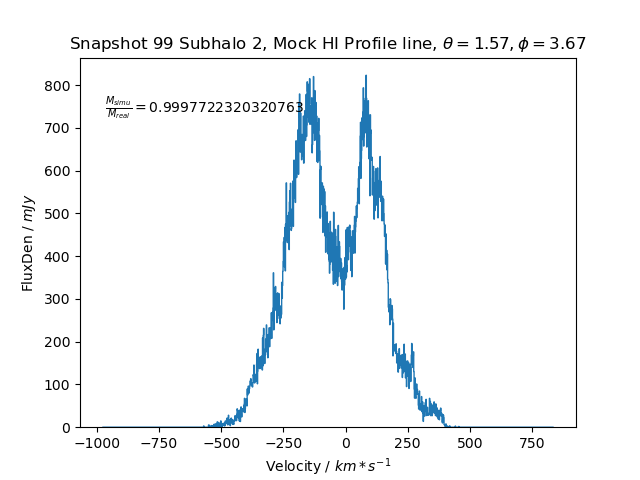 Snapshot 99 Subhalo 2, Mock HI Profile line, θ = 1.57, ϕ = 3.67
M_simu/M_real = 0.9997722320320763
FluxDen / mJy
800
700
600
500
400
300
200
100
0
−1000 −750 −500 −250 0 250 500 750
Velocity / km * s⁻¹